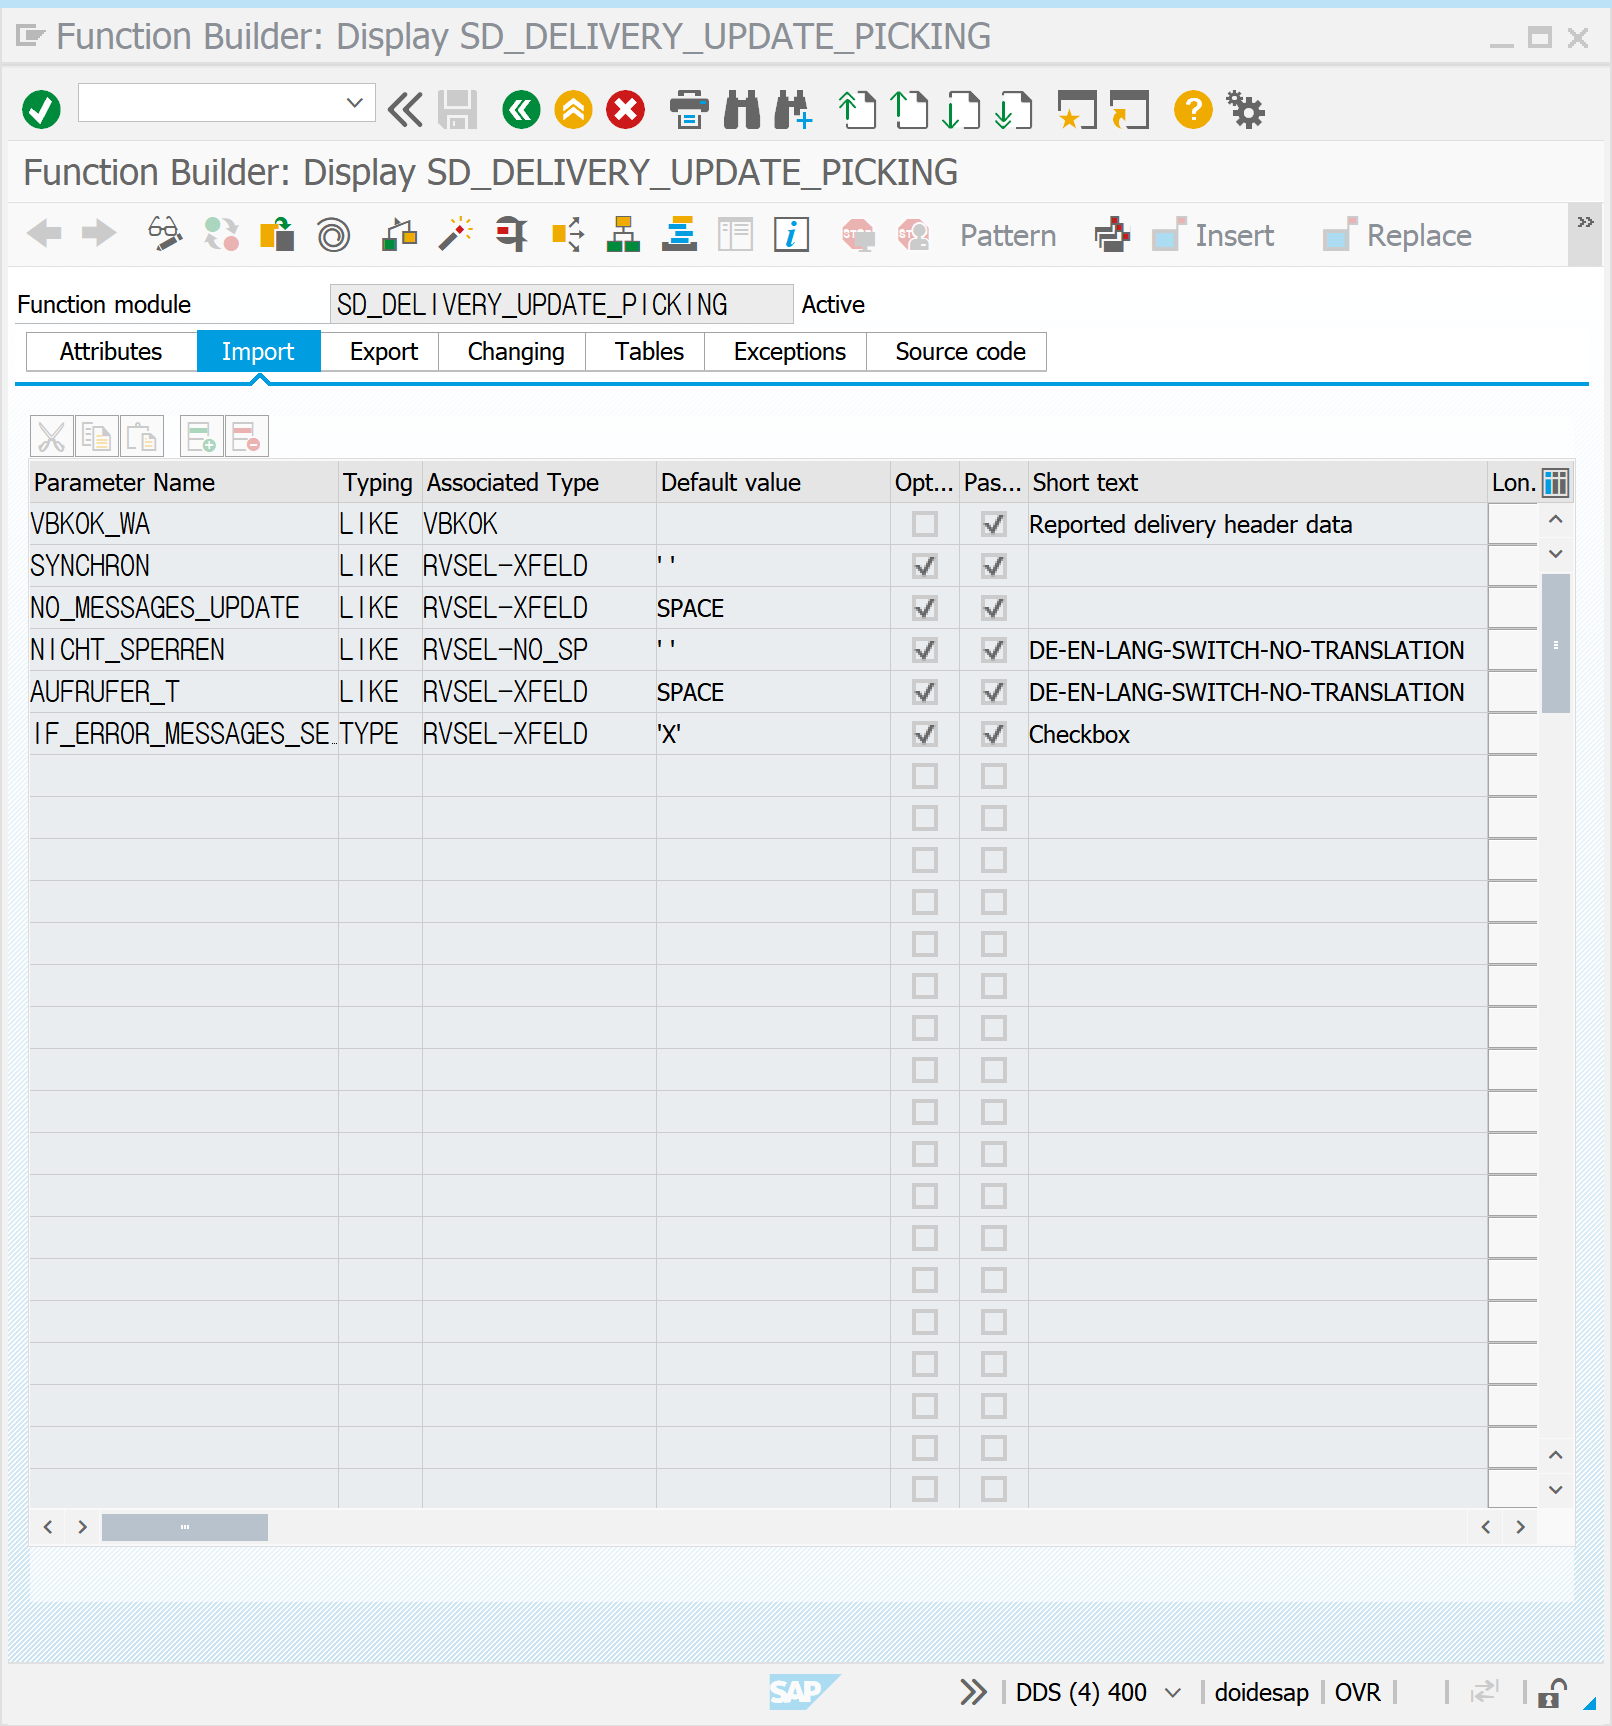 Function Builder: Display SD_DELIVERY_UPDATE_PICKING
Function Builder: Display SD_DELIVERY_UPDATE_PICKING
Pattern Insert Replace
Function module SD_DELIVERY_UPDATE_PICKING Active
Attributes Import Export Changing Tables Exceptions Source code
Parameter Name Typing Associated Type Default value Opt... Pas... Short text Lon.
VBKOK_WA LIKE VBKOK Reported delivery header data
SYNCHRON LIKE RVSEL-XFELD ' '
NO_MESSAGES_UPDATE LIKE RVSEL-XFELD SPACE
NICHT_SPERREN LIKE RVSEL-NO_SP ' ' DE-EN-LANG-SWITCH-NO-TRANSLATION
AUFRUFER_T LIKE RVSEL-XFELD SPACE DE-EN-LANG-SWITCH-NO-TRANSLATION
IF_ERROR_MESSAGES_SE… TYPE RVSEL-XFELD 'X' Checkbox
SAP DDS (4) 400 doidesap OVR